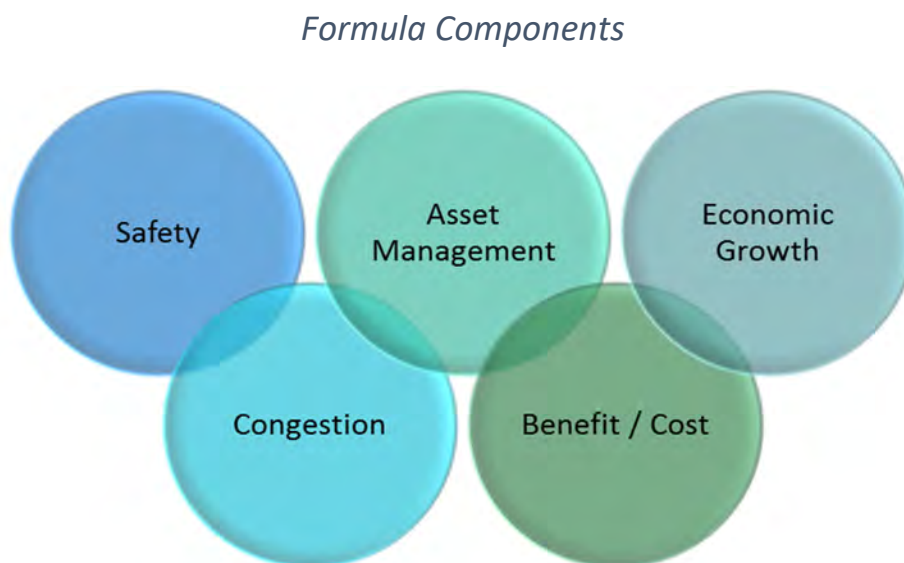 Formula Components
Safety
Asset
Management
Economic
Growth
Congestion
Benefit / Cost